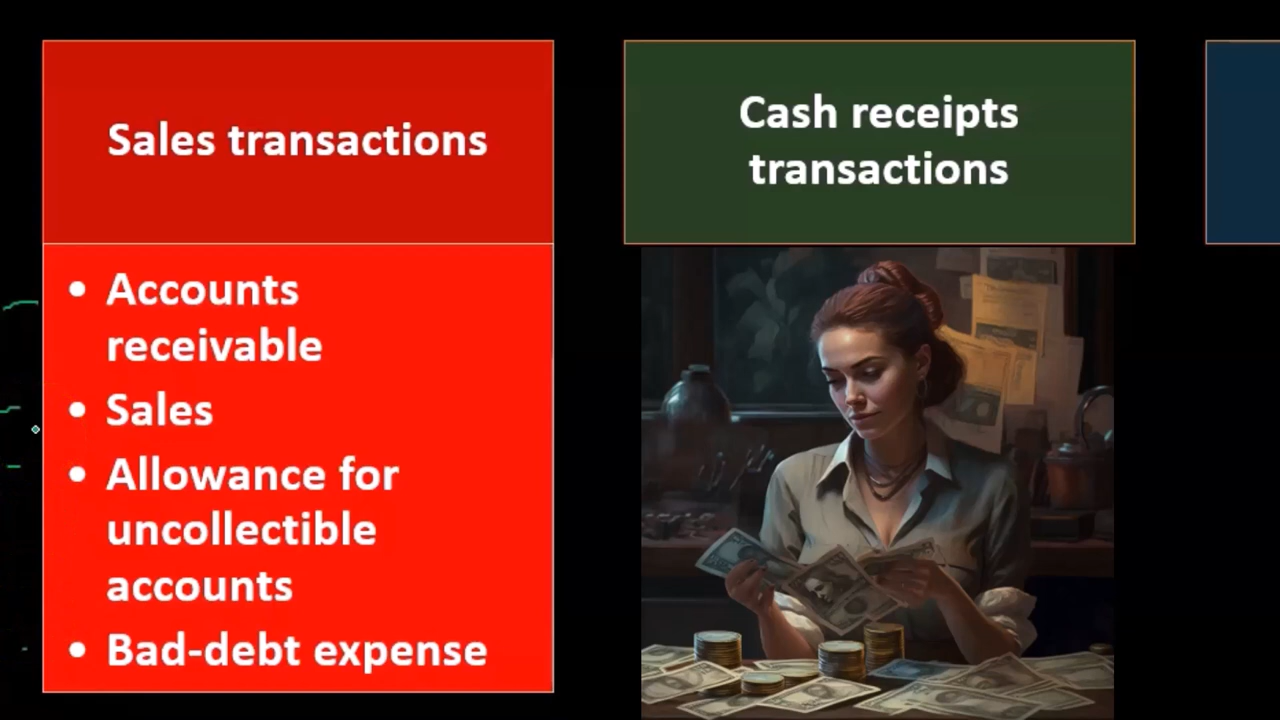 Sales transactions
• Accounts
receivable
• Sales
• Allowance for
uncollectible
accounts
• Bad-debt expense
Cash receipts
transactions